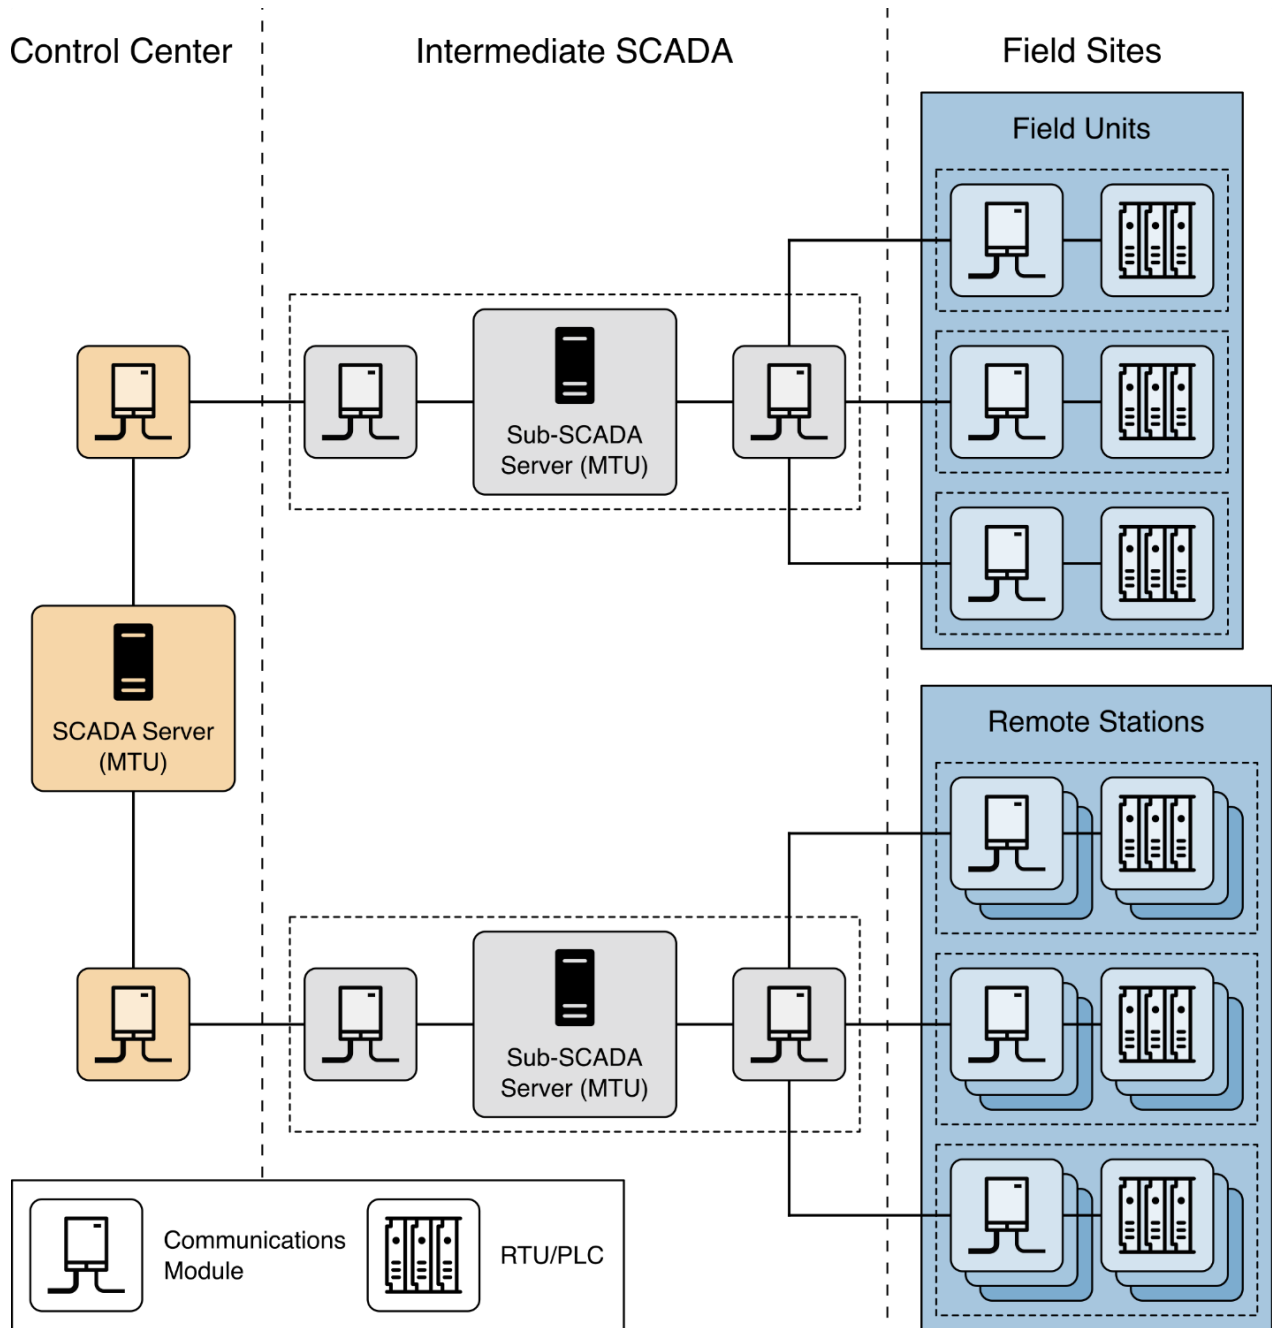 Control Center
Intermediate SCADA
Field Sites
Field Units
Sub-SCADA
Server (MTU)
SCADA Server
(MTU)
Remote Stations
Sub-SCADA
Server (MTU)
Communications
Module
RTU/PLC